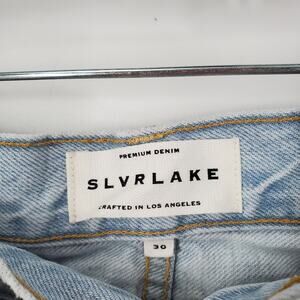 PREMIUM DENIM
SLVRLAKE
CRAFTED IN LOS ANGELES
30